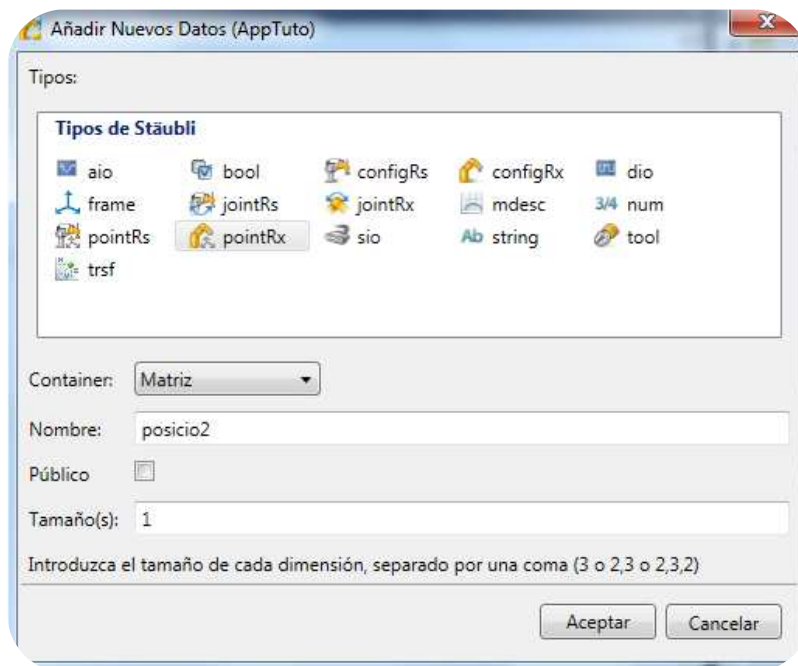 Añadir Nuevos Datos (AppTuto)
Tipos:
Tipos de Stäubli
aio bool configRs configRx dio
frame jointRs jointRx mdesc 3/4 num
pointRs pointRx sio Ab string tool
trsf
Container: Matriz
Nombre: posicio2
Público
Tamaño(s): 1
Introduzca el tamaño de cada dimensión, separado por una coma (3 o 2,3 o 2,3,2)
Aceptar Cancelar